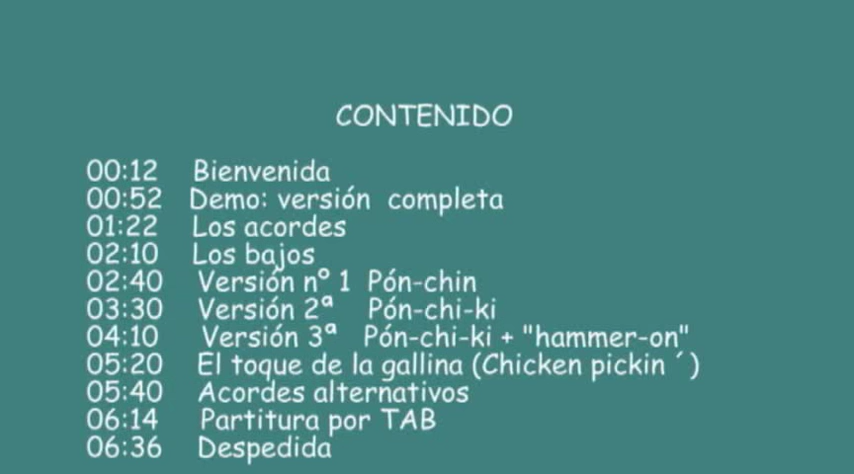 CONTENIDO
00:12 Bienvenida
00:52 Demo: versión completa
01:22 Los acordes
02:10 Los bajos
02:40 Versión nº 1 Pón-chin
03:30 Versión 2ª Pón-chi-ki
04:10 Versión 3ª Pón-chi-ki + "hammer-on"
05:20 El toque de la gallina (Chicken pickin ´)
05:40 Acordes alternativos
06:14 Partitura por TAB
06:36 Despedida